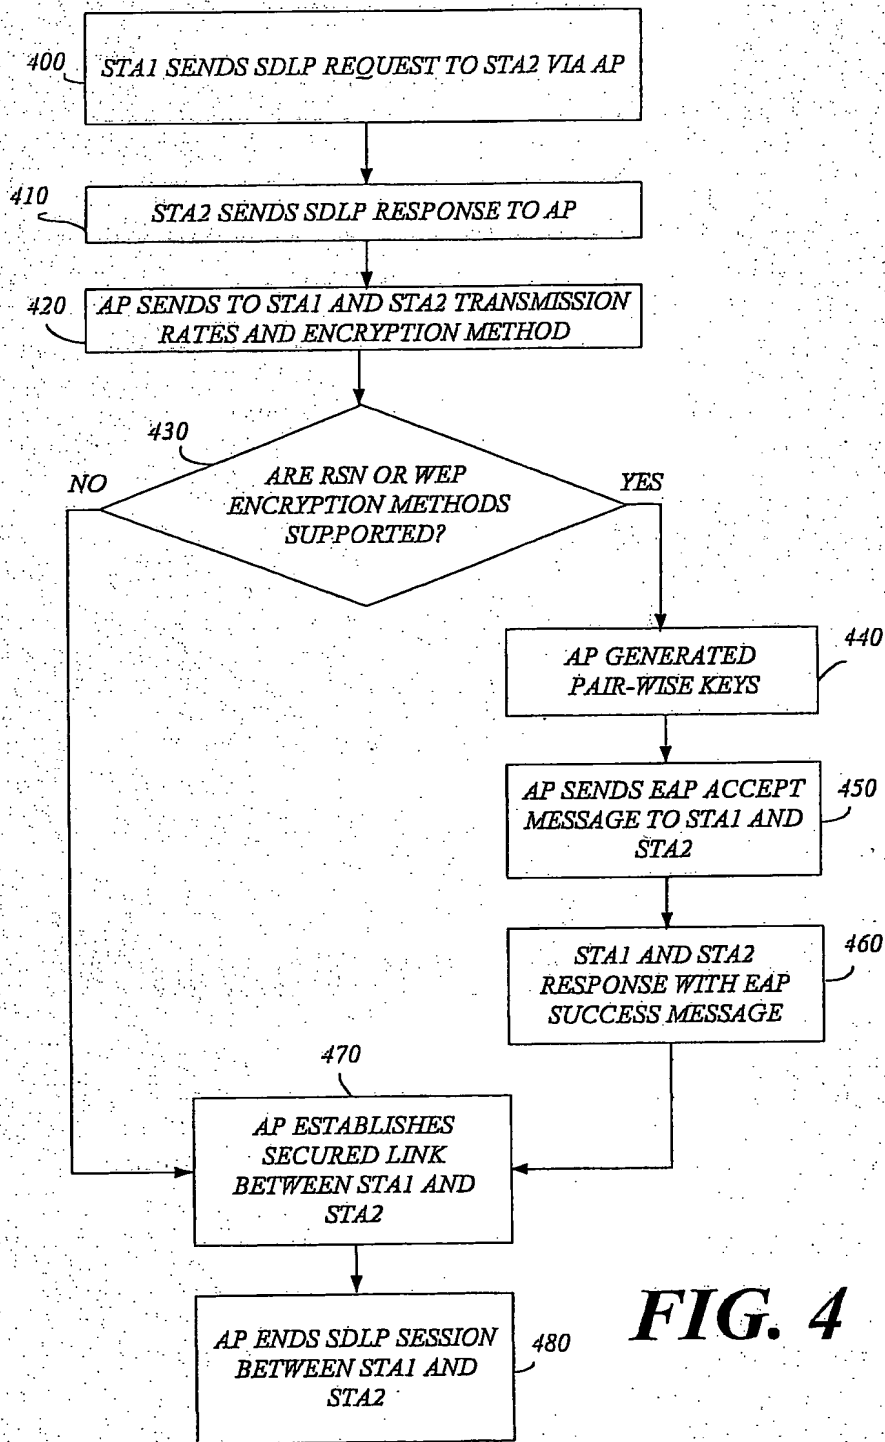 400
STA1 SENDS SDLP REQUEST TO STA2 VIA AP
410
STA2 SENDS SDLP RESPONSE TO AP
420
AP SENDS TO STA1 AND STA2 TRANSMISSION
RATES AND ENCRYPTION METHOD
430
NO
ARE RSN OR WEP
ENCRYPTION METHODS
SUPPORTED?
YES
AP GENERATED
PAIR-WISE KEYS
440
AP SENDS EAP ACCEPT
MESSAGE TO STA1 AND
STA2
450
STA1 AND STA2
RESPONSE WITH EAP
SUCCESS MESSAGE
460
470
AP ESTABLISHES
SECURED LINK
BETWEEN STA1 AND
STA2
AP ENDS SDLP SESSION
BETWEEN STA1 AND
STA2
480
FIG. 4